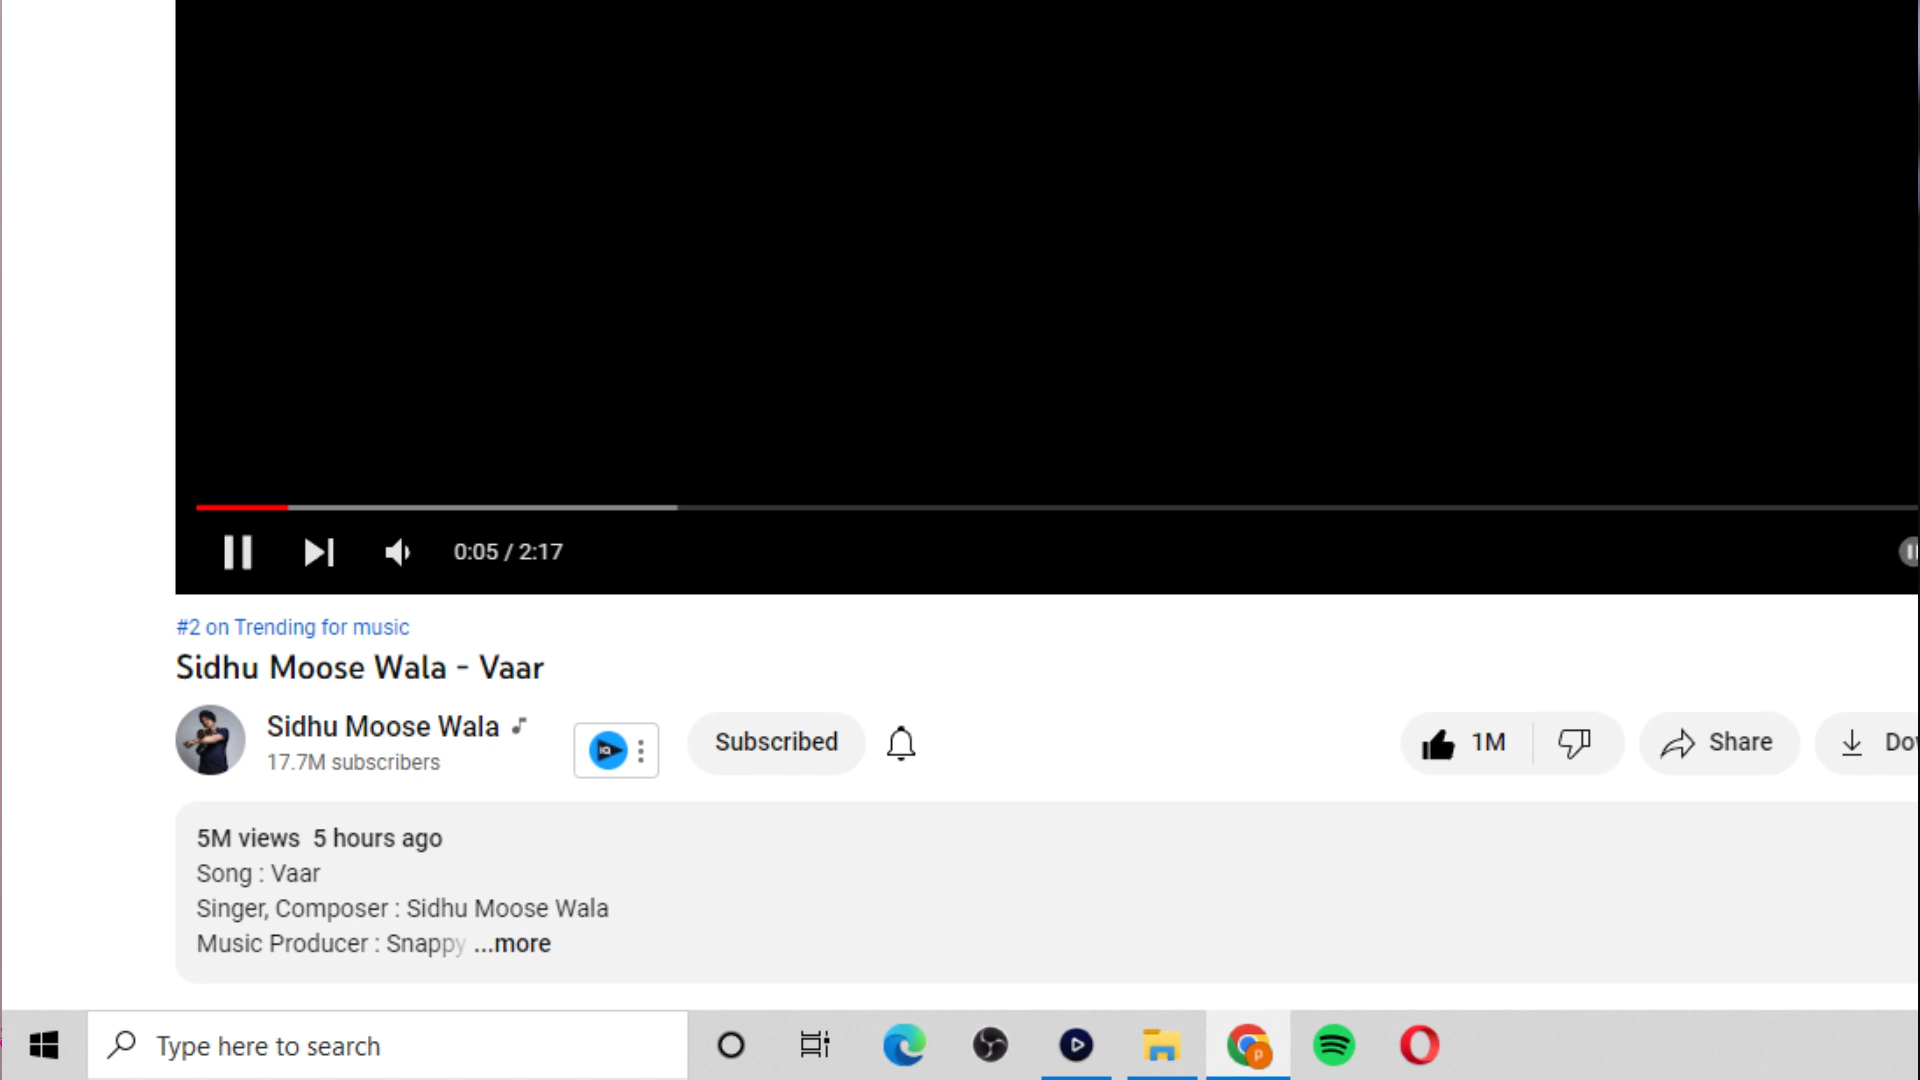 0:05 / 2:17
#2 on Trending for music
Sidhu Moose Wala - Vaar
Sidhu Moose Wala
17.7M subscribers
IQ
Subscribed
1M
Share
Do
5M views 5 hours ago
Song : Vaar
Singer, Composer : Sidhu Moose Wala
Music Producer : Snappy ...more
Type here to search
p